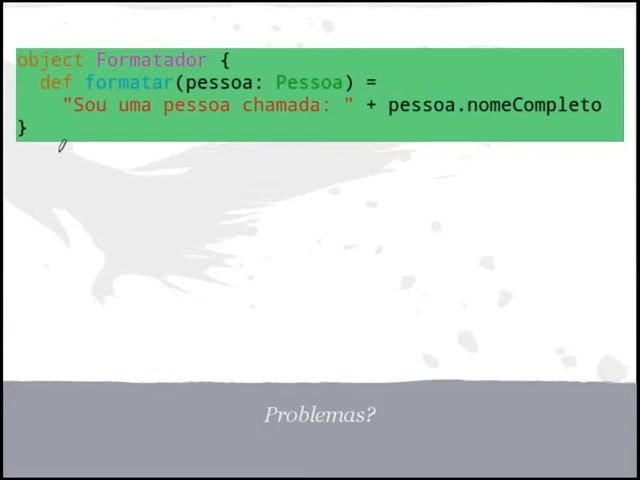 object Formatador {
def formatar(pessoa: Pessoa) =
"Sou uma pessoa chamada: " + pessoa.nomeCompleto
}
Problemas?